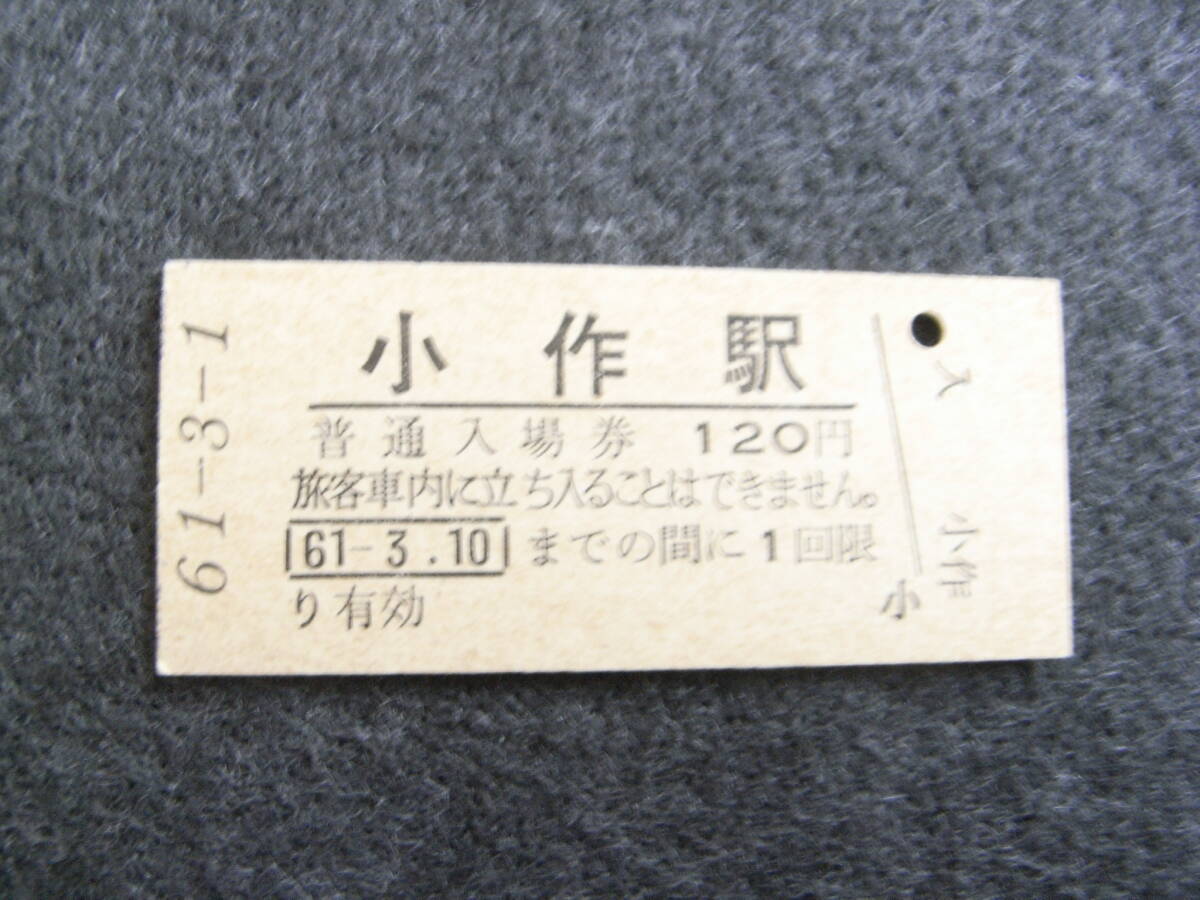 61-3-1
小作駅
普通入場券 120円
旅客車内に立ち入ることはできません。
61-3.10 までの間に1回限
り有効
小
入 小作